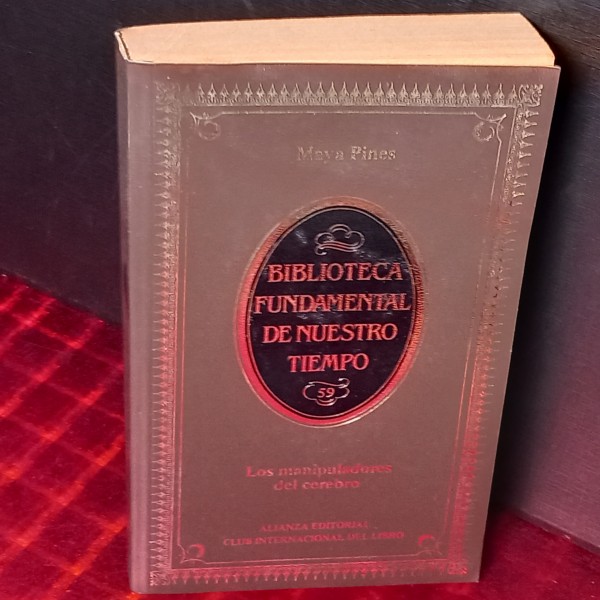 Maya Pines
BIBLIOTECA
FUNDAMENTAL
DE NUESTRO
TIEMPO
59
Los manipuladores
del cerebro
ALIANZA EDITORIAL
CLUB INTERNACIONAL DEL LIBRO